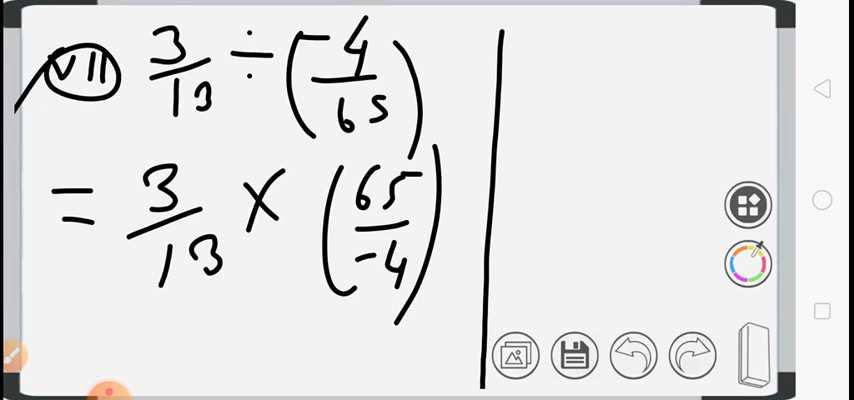 VII 3/13 ÷ (-4/65)
= 3/13 × (65/-4)